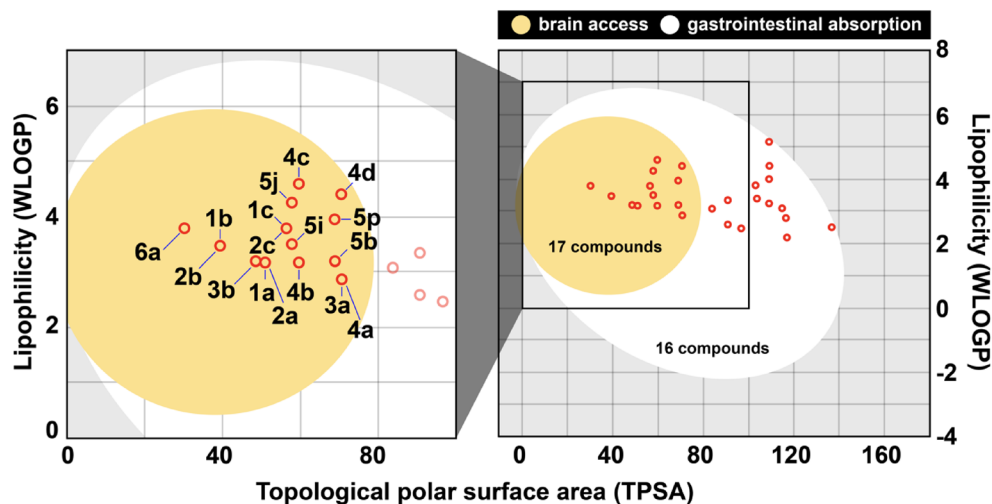 brain access gastrointestinal absorption
Lipophilicity (WLOGP)
6
4
2
0
0 40 80
4c
4d
5j
1c
5i
5p
1b
6a
2c
5b
2b
3b
1a
4b
2a
3a
4a
17 compounds
16 compounds
8
6
4
2
0
-2
-4
0 40 80 120 160
Lipophilicity (WLOGP)
Topological polar surface area (TPSA)